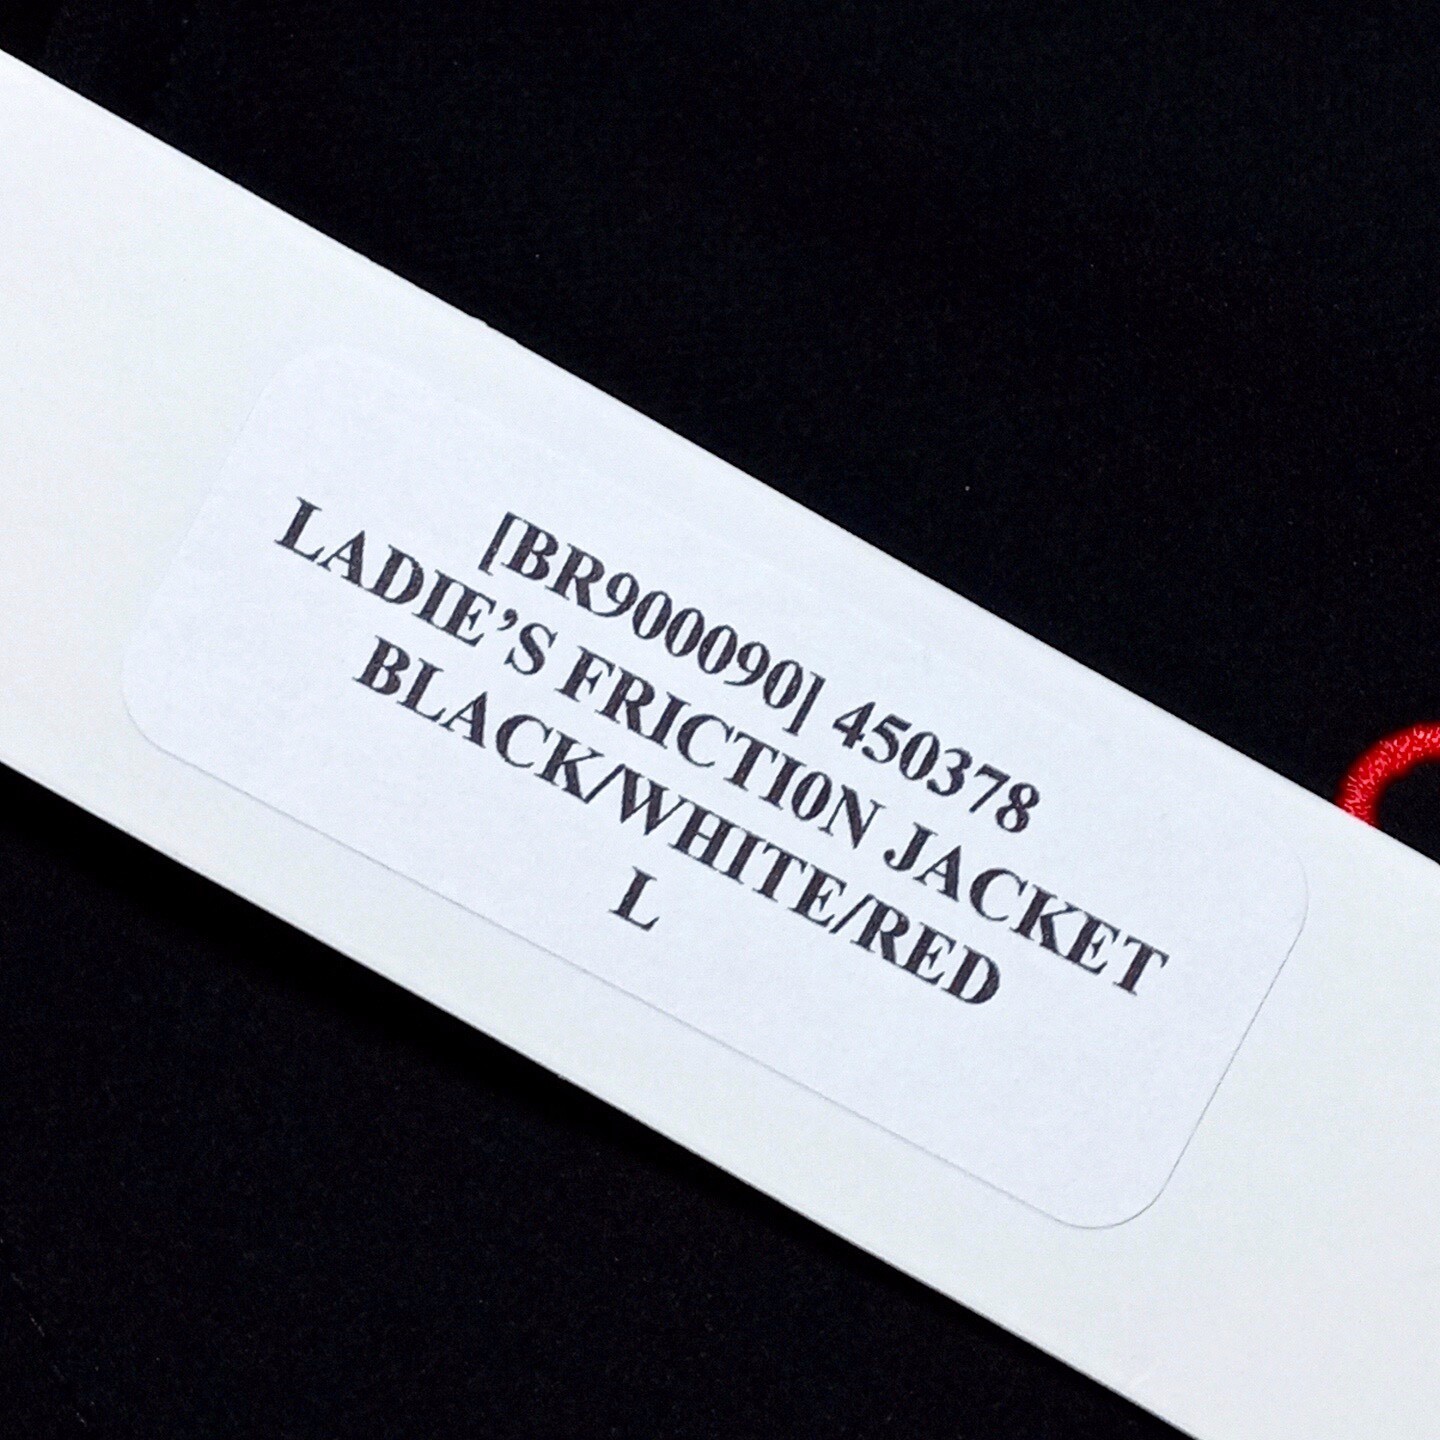 [BR900090] 450378
LADIE’S FRICTI0N JACKET
BLACK/WHITE/RED
L